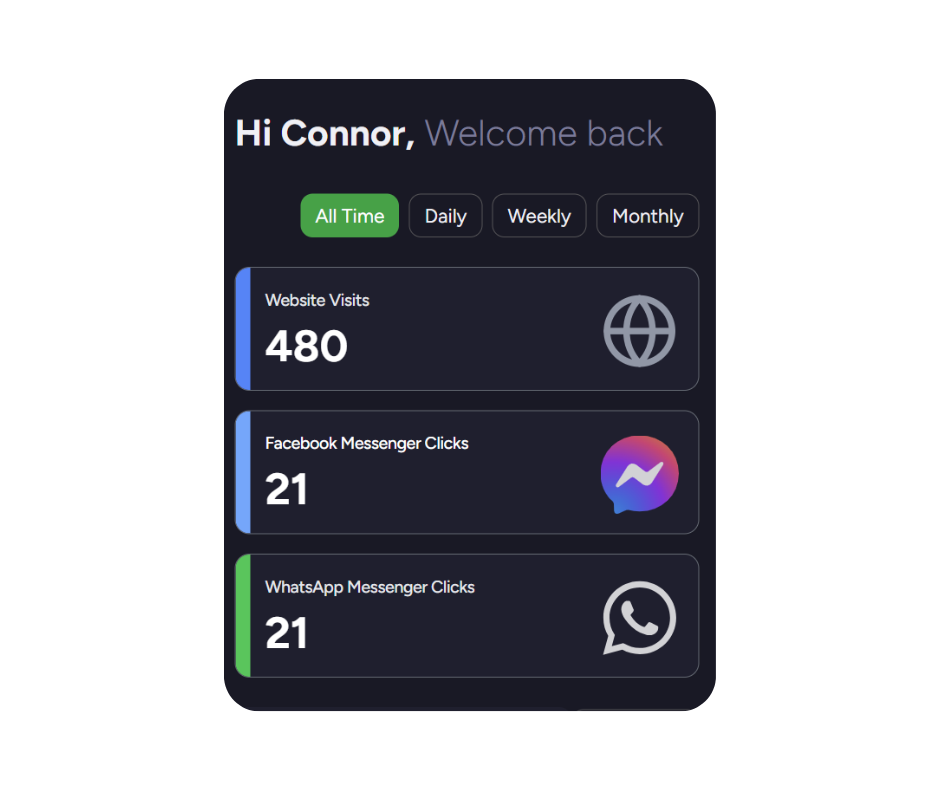 Hi Connor, Welcome back
All Time Daily Weekly Monthly
Website Visits
480
Facebook Messenger Clicks
21
WhatsApp Messenger Clicks
21